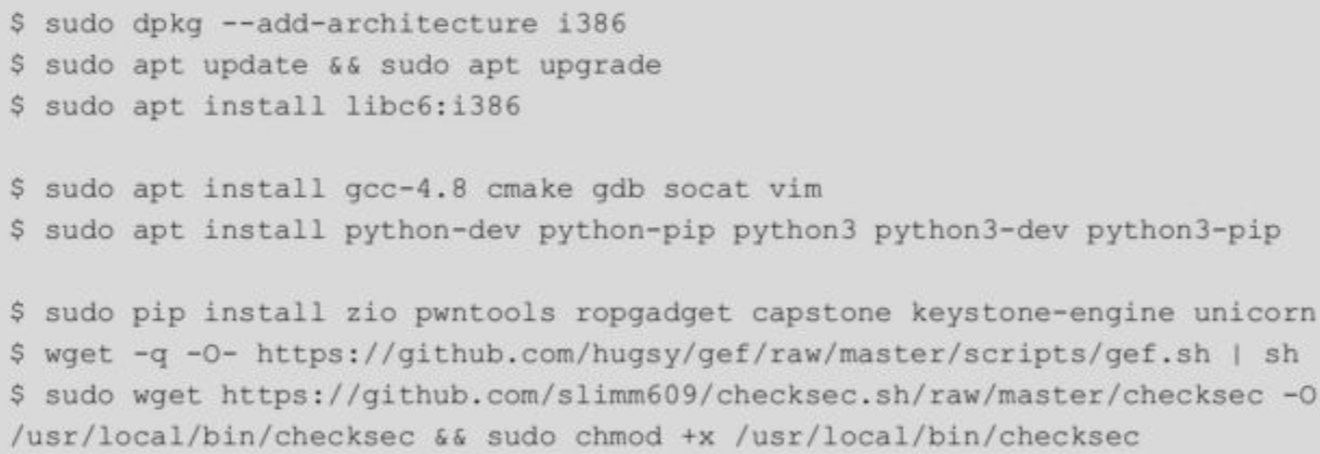 $ sudo dpkg --add-architecture i386
$ sudo apt update && sudo apt upgrade
$ sudo apt install libc6:i386
$ sudo apt install gcc-4.8 cmake gdb socat vim
$ sudo apt install python-dev python-pip python3 python3-dev python3-pip
$ sudo pip install zio pwntools ropgadget capstone keystone-engine unicorn
$ wget -q -O- https://github.com/hugsy/gef/raw/master/scripts/gef.sh | sh
$ sudo wget https://github.com/slimm609/checksec.sh/raw/master/checksec -O
/usr/local/bin/checksec && sudo chmod +x /usr/local/bin/checksec